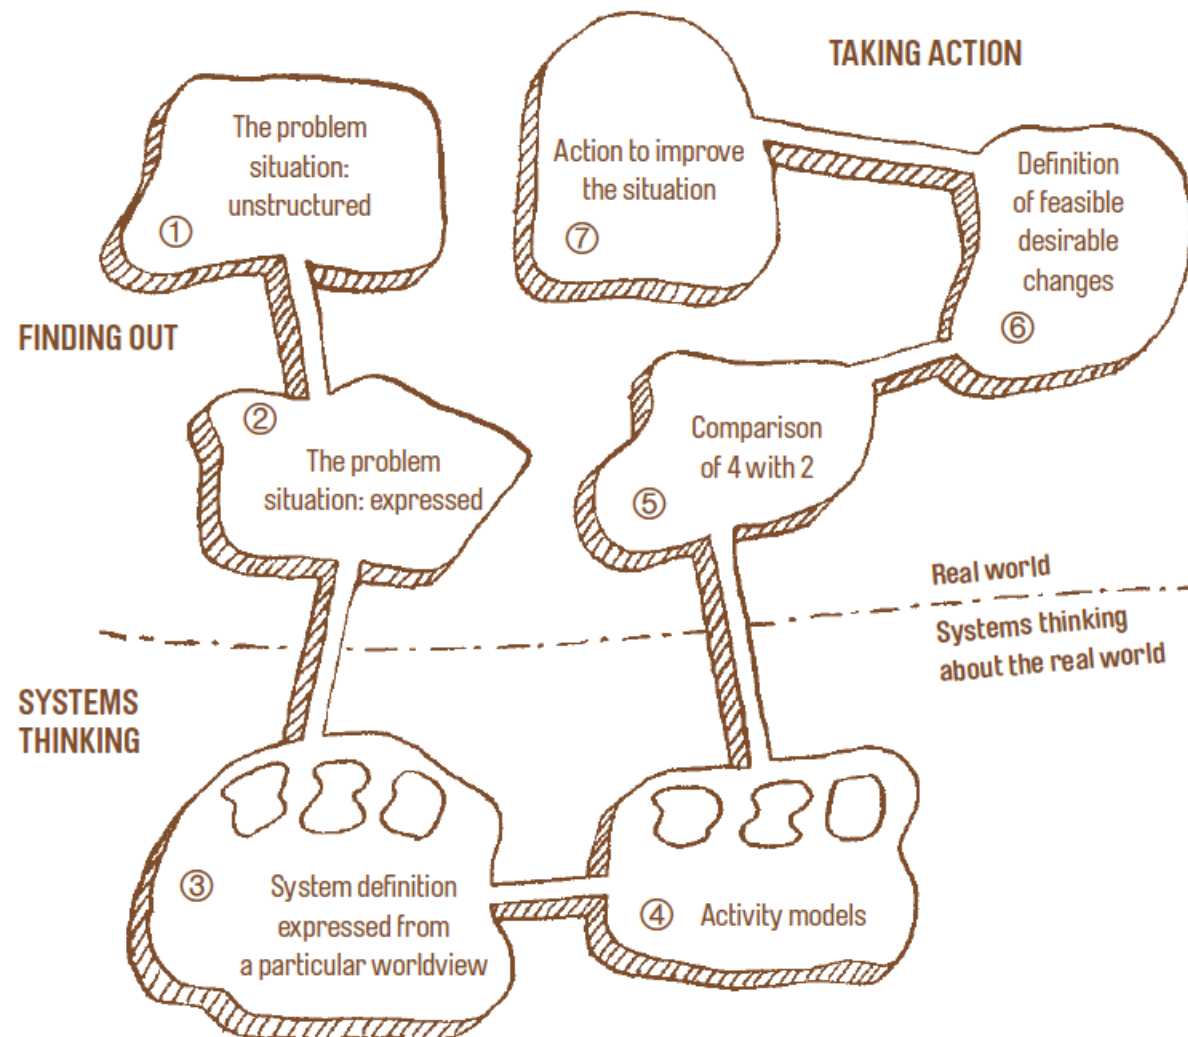 TAKING ACTION
The problem
situation:
unstructured
①
Action to improve
the situation
⑦
Definition
of feasible
desirable
changes
⑥
FINDING OUT
②
The problem
situation: expressed
Comparison
of 4 with 2
⑤
Real world
Systems thinking
about the real world
SYSTEMS
THINKING
③
System definition
expressed from
a particular worldview
④ Activity models